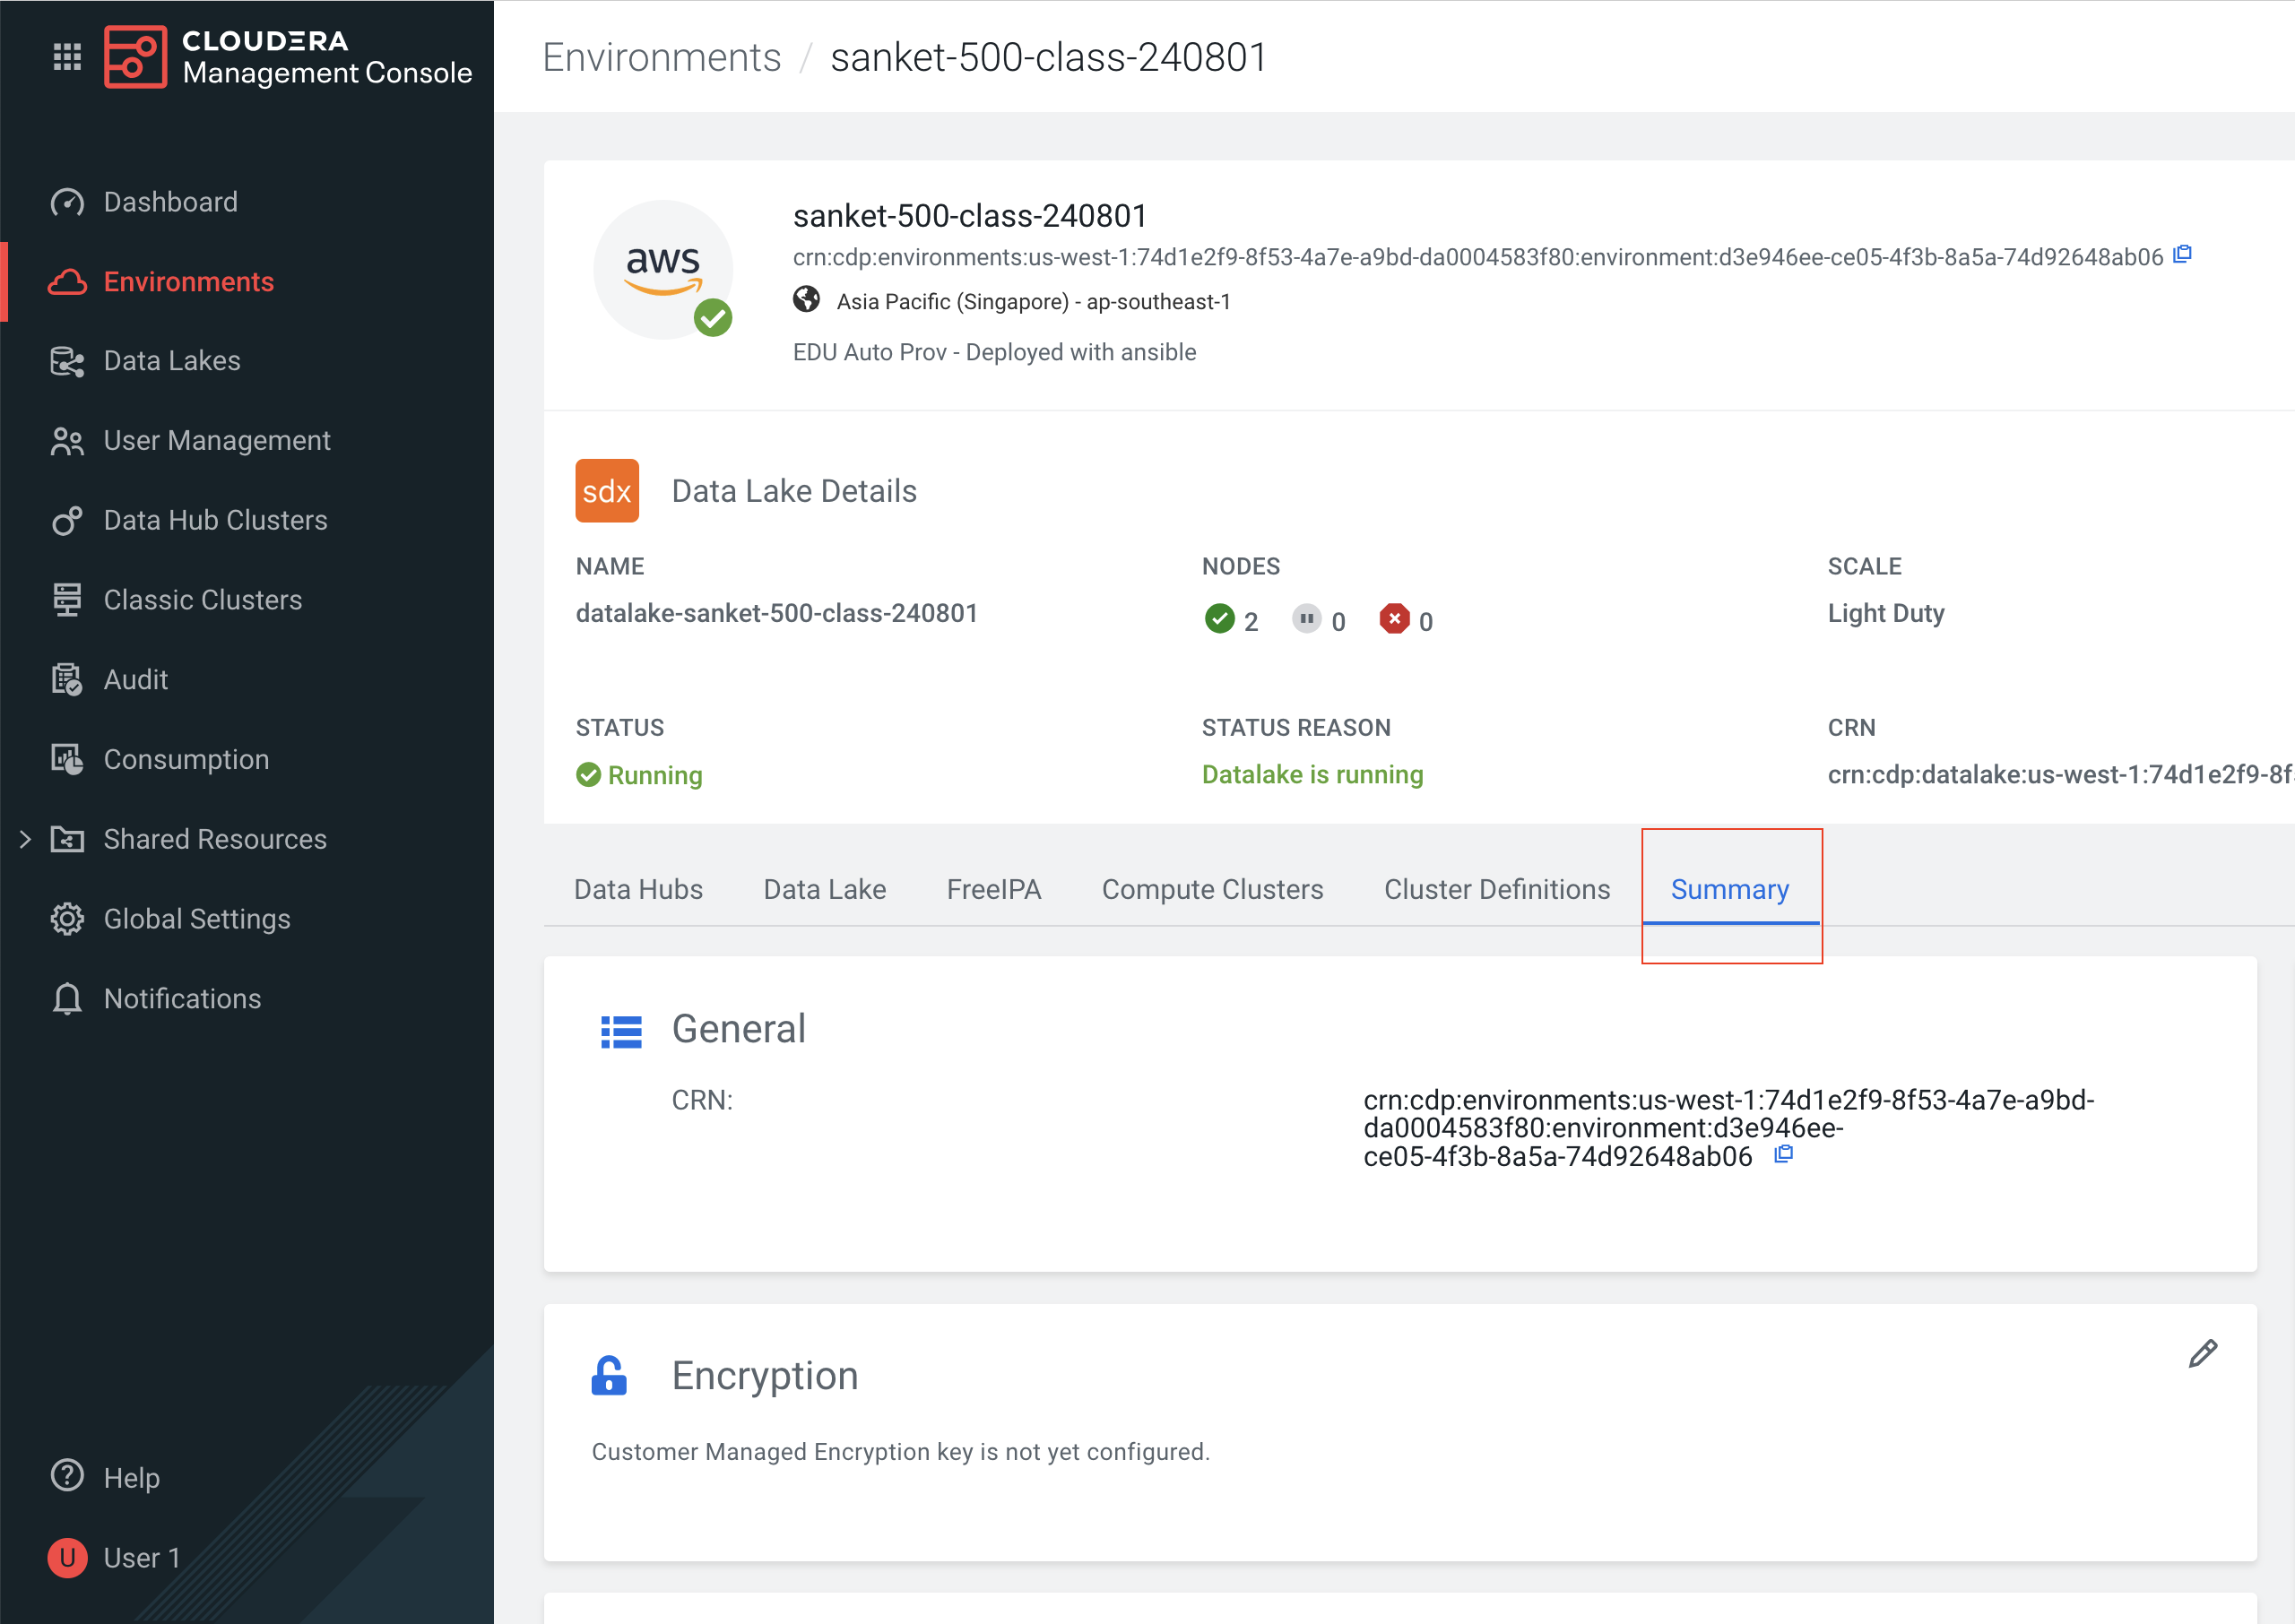 CLOUDERA
Management Console
Dashboard
Environments
Data Lakes
User Management
Data Hub Clusters
Classic Clusters
Audit
Consumption
Shared Resources
Global Settings
Notifications
Help
U User 1
Environments / sanket-500-class-240801
aws
sanket-500-class-240801
crn:cdp:environments:us-west-1:74d1e2f9-8f53-4a7e-a9bd-da0004583f80:environment:d3e946ee-ce05-4f3b-8a5a-74d92648ab06
Asia Pacific (Singapore) - ap-southeast-1
EDU Auto Prov - Deployed with ansible
sdx Data Lake Details
NAME NODES SCALE
datalake-sanket-500-class-240801 2 0 0 Light Duty
STATUS STATUS REASON CRN
Running Datalake is running crn:cdp:datalake:us-west-1:74d1e2f9-8f
Data Hubs Data Lake FreeIPA Compute Clusters Cluster Definitions Summary
General
CRN: crn:cdp:environments:us-west-1:74d1e2f9-8f53-4a7e-a9bd-
da0004583f80:environment:d3e946ee-
ce05-4f3b-8a5a-74d92648ab06
Encryption
Customer Managed Encryption key is not yet configured.